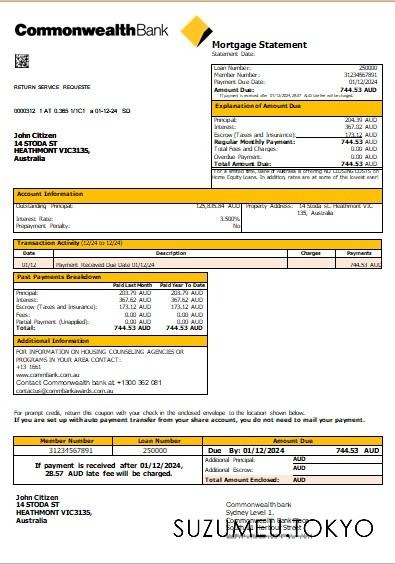 CommonwealthBank
Mortgage Statement
Statement Date:
Loan Number: 250000
Member Number: 31234567891
Payment Due Date: 01/12/2024
Amount Due: 744.53 AUD
If payment is received after 01/12/2024, 28.57 AUD late fee will be charged.
RETURN SERVICE REQUESTE
Explanation of Amount Due
0000312 1 AT 0.365 1/1C1 a 01-12-24 SD
Principal: 204.39 AUD
Interest: 367.02 AUD
Escrow (Taxes and Insurance): 173.12 AUD
Regular Monthly Payment: 744.53 AUD
Total Fees and Charges: 0.00 AUD
Overdue Payment: 0.00 AUD
Total Amount Due: 744.53 AUD
John Citizen
14 STODA ST
HEATHMONT VIC3135,
Australia
For a limited time, Bank of Australia is offering NO CLOSING COSTS on
Home Equity Loans. In addition, rates are at some of the lowest ever!
Account Information
Outstanding Principal: 125,835.84 AUD
Property Address: 14 Stoda st. Heathmont VIC
135, Australia
Interest Rate: 3.500%
Prepayment Penalty: No
Transaction Activity (12/24 to 12/24)
Date Description Charges Payments
01/12 Payment Received Due Date 01/12/24 744.53 AUD
Past Payments Breakdown
Paid Last Month Paid Year To Date
Principal: 203.79 AUD 203.79 AUD
Interest: 367.62 AUD 367.62 AUD
Escrow (Taxes and Insurance): 173.12 AUD 173.12 AUD
Fees: 0.00 AUD 0.00 AUD
Partial Payment (Unapplied): 0.00 AUD 0.00 AUD
Total: 744.53 AUD 744.53 AUD
Additional Information
FOR INFORMATION ON HOUSING COUNSELING AGENCIES OR
PROGRAMS IN YOUR AREA CONTACT:
+13 1661
www.commbank.au
Contact Commonwealth bank at +1300 362 081
contactus@commbankawards.com.au
For prompt credit, return this coupon with your check in the enclosed envelope to the location shown below.
If you are set up with auto payment transfer from your share account, you do not need to mail your payment.
Member Number Loan Number Amount Due
31234567891 250000 Due By: 01/12/2024 744.53 AUD
If payment is received after 01/12/2024,
28.57 AUD late fee will be charged.
Additional Principal: AUD
Additional Escrow: AUD
Total Amount Enclosed: AUD
John Citizen
14 STODA ST
HEATHMONT VIC3135,
Australia
Commonwealth bank
Sydney Level 1.
SUZUMU TOKYO